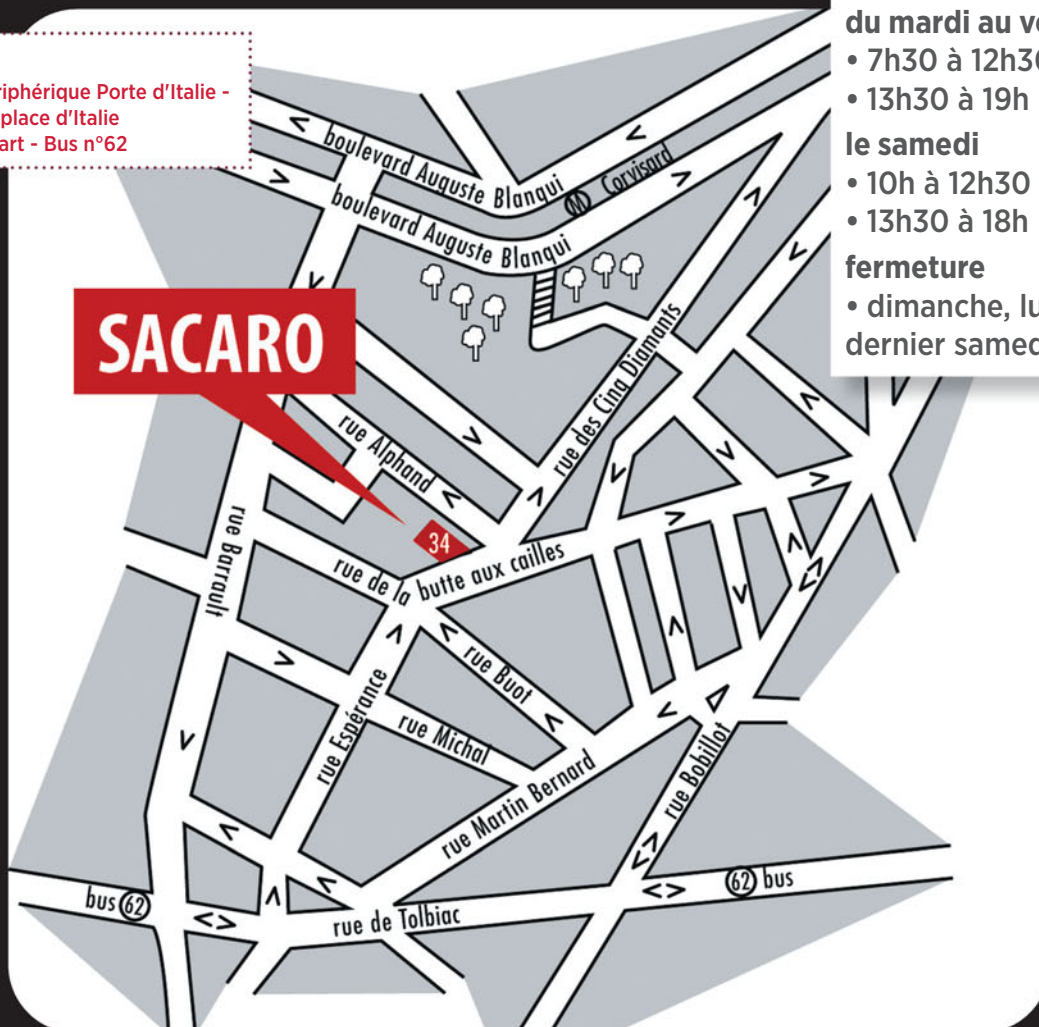 riphérique Porte d'Italie -
place d'Italie
art - Bus n°62
du mardi au v
• 7h30 à 12h30
• 13h30 à 19h
le samedi
• 10h à 12h30
• 13h30 à 18h
fermeture
• dimanche, lu
dernier samed
boulevard Auguste Blanqui
M Corvisard
boulevard Auguste Blanqui
SACARO
rue des Cinq Diamants
rue Alphand
34
rue Barrault
rue de la butte aux cailles
rue Buot
rue Espérance
rue Michal
rue Martin Bernard
rue Bobillot
bus 62
62 bus
rue de Tolbiac